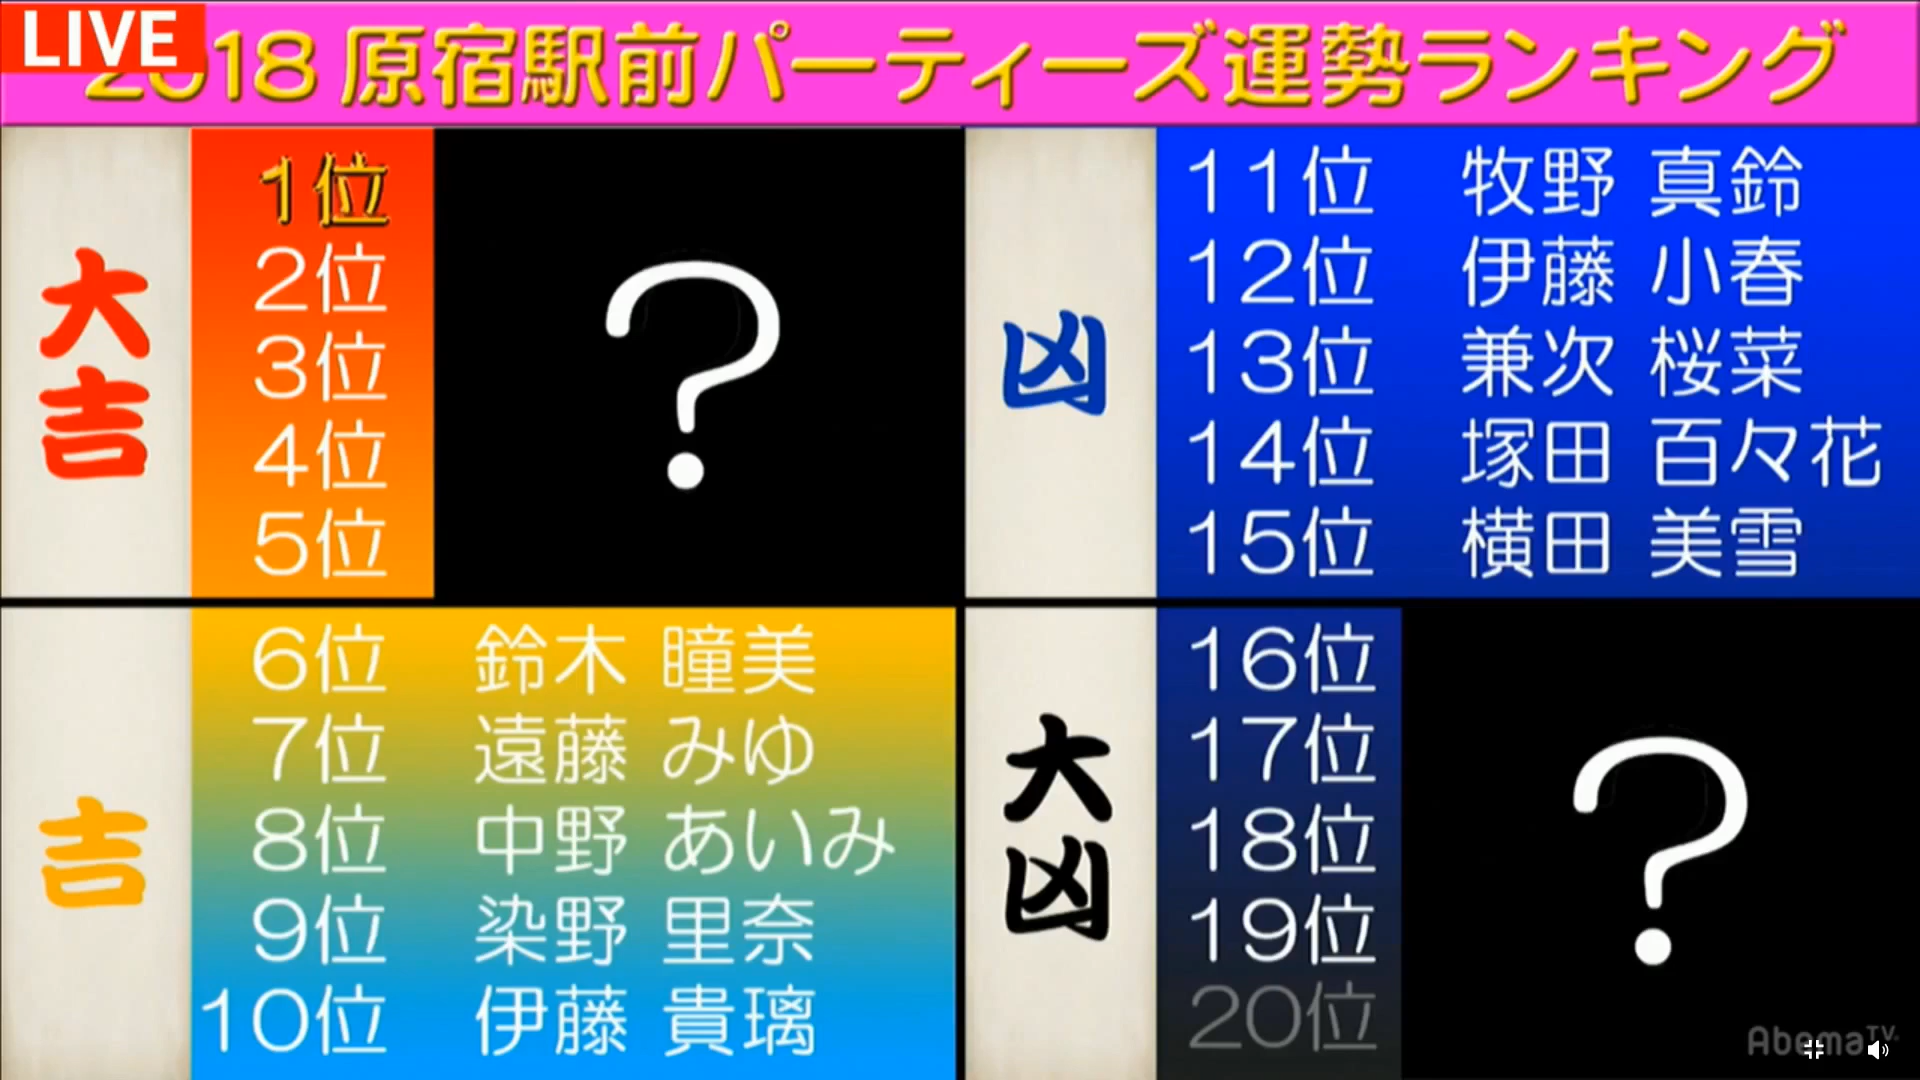 LIVE
2018 原宿駅前パーティーズ運勢ランキング
大吉
1位
2位
3位
4位
5位
?
吉
6位 鈴木 瞳美
7位 遠藤 みゆ
8位 中野 あいみ
9位 染野 里奈
10位 伊藤 貴璃
凶
11位 牧野 真鈴
12位 伊藤 小春
13位 兼次 桜菜
14位 塚田 百々花
15位 横田 美雪
大凶
16位
17位
18位
19位
20位
?
AbemaTV